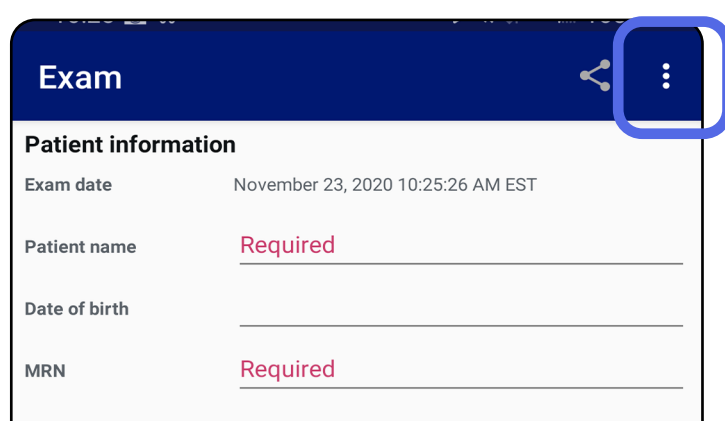 Exam
Patient information
Exam date November 23, 2020 10:25:26 AM EST
Patient name Required
Date of birth
MRN Required